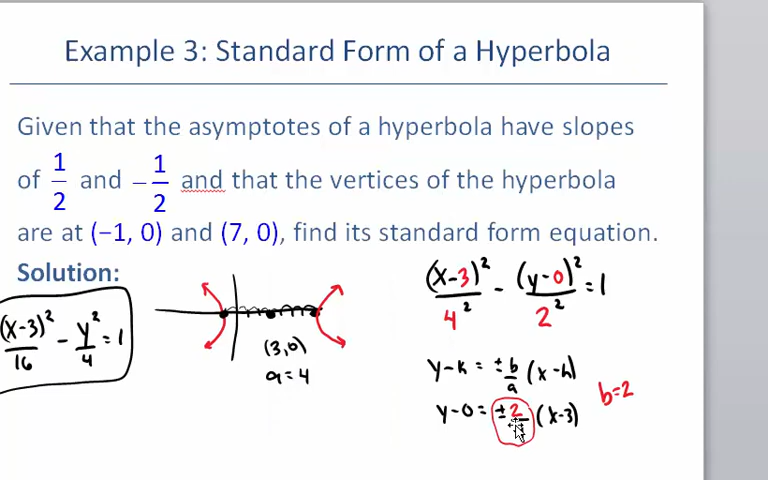 Example 3: Standard Form of a Hyperbola
Given that the asymptotes of a hyperbola have slopes
of 1/2 and −1/2 and that the vertices of the hyperbola
are at (−1, 0) and (7, 0), find its standard form equation.
Solution:
(x-3)²/16 - y²/4 = 1
(3,0)
a=4
(x-3)²/4² - (y-0)²/2² = 1
y-k = ± b/a (x-h)
y-0 = ± 2/ (x-3)
b=2